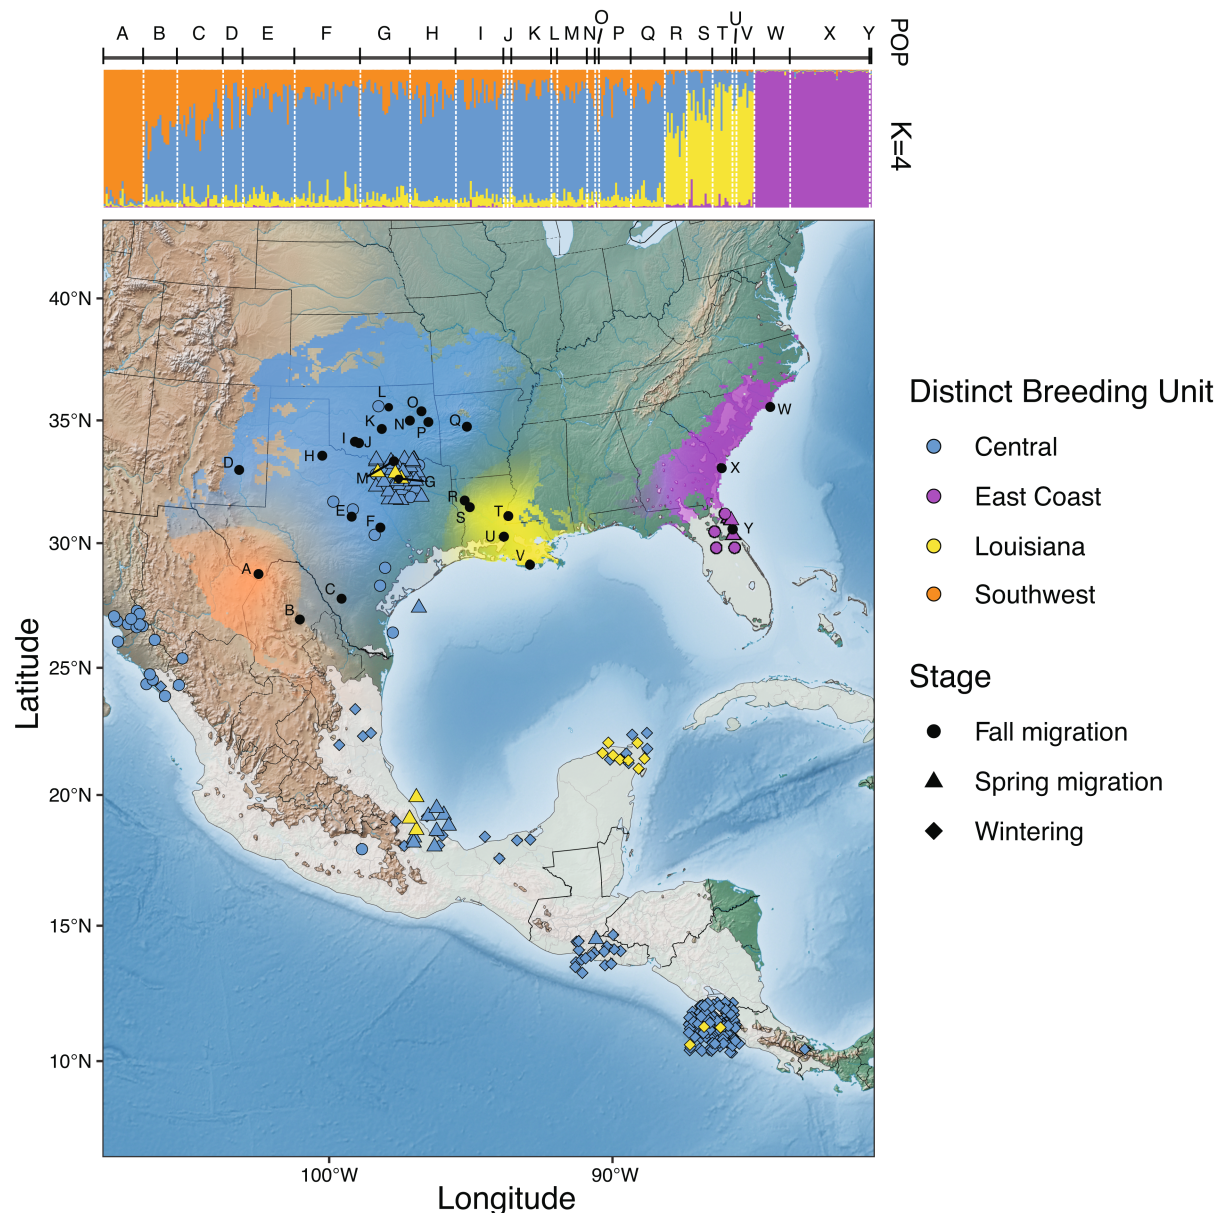 A B C D E F G H I J K L M N O P Q R S T U V W X Y
POP
K=4
40°N
35°N
30°N
25°N
20°N
15°N
10°N
Latitude
100°W 90°W
Longitude
L
O
K
N
P
Q
W
I
J
H
D
M
G
X
R
S
T
E
F
U
Y
V
A
C
B
Distinct Breeding Unit
Central
East Coast
Louisiana
Southwest
Stage
Fall migration
Spring migration
Wintering